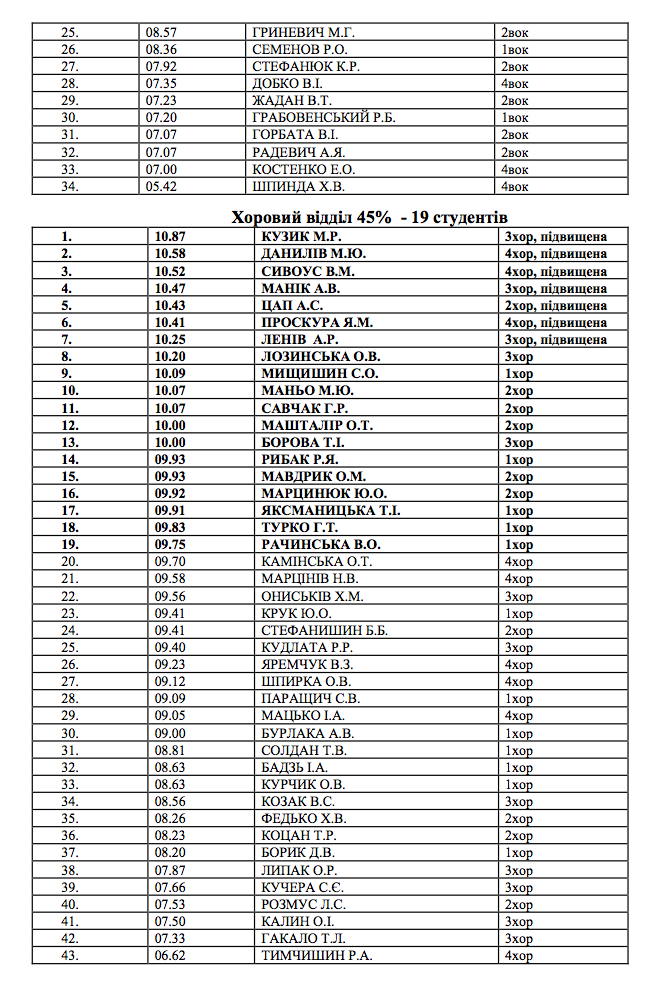 25. 08.57 ГРИНЕВИЧ М.Г. 2вок
26. 08.36 СЕМЕНОВ Р.О. 1вок
27. 07.92 СТЕФАНЮК К.Р. 2вок
28. 07.35 ДОБКО В.І. 4вок
29. 07.23 ЖАДАН В.Т. 2вок
30. 07.20 ГРАБОВЕНСЬКИЙ Р.Б. 1вок
31. 07.07 ГОРБАТА В.І. 2вок
32. 07.07 РАДЕВИЧ А.Я. 2вок
33. 07.00 КОСТЕНКО Е.О. 4вок
34. 05.42 ШПИНДА Х.В. 4вок
Хоровий відділ 45% - 19 студентів
1. 10.87 КУЗИК М.Р. 3хор, підвищена
2. 10.58 ДАНИЛІВ М.Ю. 4хор, підвищена
3. 10.52 СИВОУС В.М. 4хор, підвищена
4. 10.47 МАНІК А.В. 3хор, підвищена
5. 10.43 ЦАП А.С. 2хор, підвищена
6. 10.41 ПРОСКУРА Я.М. 4хор, підвищена
7. 10.25 ЛЕНІВ А.Р. 3хор, підвищена
8. 10.20 ЛОЗИНСЬКА О.В. 3хор
9. 10.09 МИЩИШИН С.О. 1хор
10. 10.07 МАНЬО М.Ю. 2хор
11. 10.07 САВЧАК Г.Р. 2хор
12. 10.00 МАШТАЛІР О.Т. 2хор
13. 10.00 БОРОВА Т.І. 3хор
14. 09.93 РИБАК Р.Я. 1хор
15. 09.93 МАВДРИК О.М. 2хор
16. 09.92 МАРЦИНЮК Ю.О. 2хор
17. 09.91 ЯКСМАНИЦЬКА Т.І. 1хор
18. 09.83 ТУРКО Г.Т. 1хор
19. 09.75 РАЧИНСЬКА В.О. 1хор
20. 09.70 КАМІНСЬКА О.Т. 4хор
21. 09.58 МАРЦІНІВ Н.В. 4хор
22. 09.56 ОНИСЬКІВ Х.М. 3хор
23. 09.41 КРУК Ю.О. 1хор
24. 09.41 СТЕФАНИШИН Б.Б. 2хор
25. 09.40 КУДЛАТА Р.Р. 3хор
26. 09.23 ЯРЕМЧУК В.З. 4хор
27. 09.12 ШПИРКА О.В. 4хор
28. 09.09 ПАРАЩИЧ С.В. 1хор
29. 09.05 МАЦЬКО І.А. 4хор
30. 09.00 БУРЛАКА А.В. 1хор
31. 08.81 СОЛДАН Т.В. 1хор
32. 08.63 БАДЗЬ І.А. 1хор
33. 08.63 КУРЧИК О.В. 1хор
34. 08.56 КОЗАК В.С. 3хор
35. 08.26 ФЕДЬКО Х.В. 2хор
36. 08.23 КОЦАН Т.Р. 2хор
37. 08.20 БОРИК Д.В. 1хор
38. 07.87 ЛИПАК О.Р. 3хор
39. 07.66 КУЧЕРА С.Є. 3хор
40. 07.53 РОЗМУС Л.С. 2хор
41. 07.50 КАЛИН О.І. 3хор
42. 07.33 ГАКАЛО Т.Л. 3хор
43. 06.62 ТИМЧИШИН Р.А. 4хор